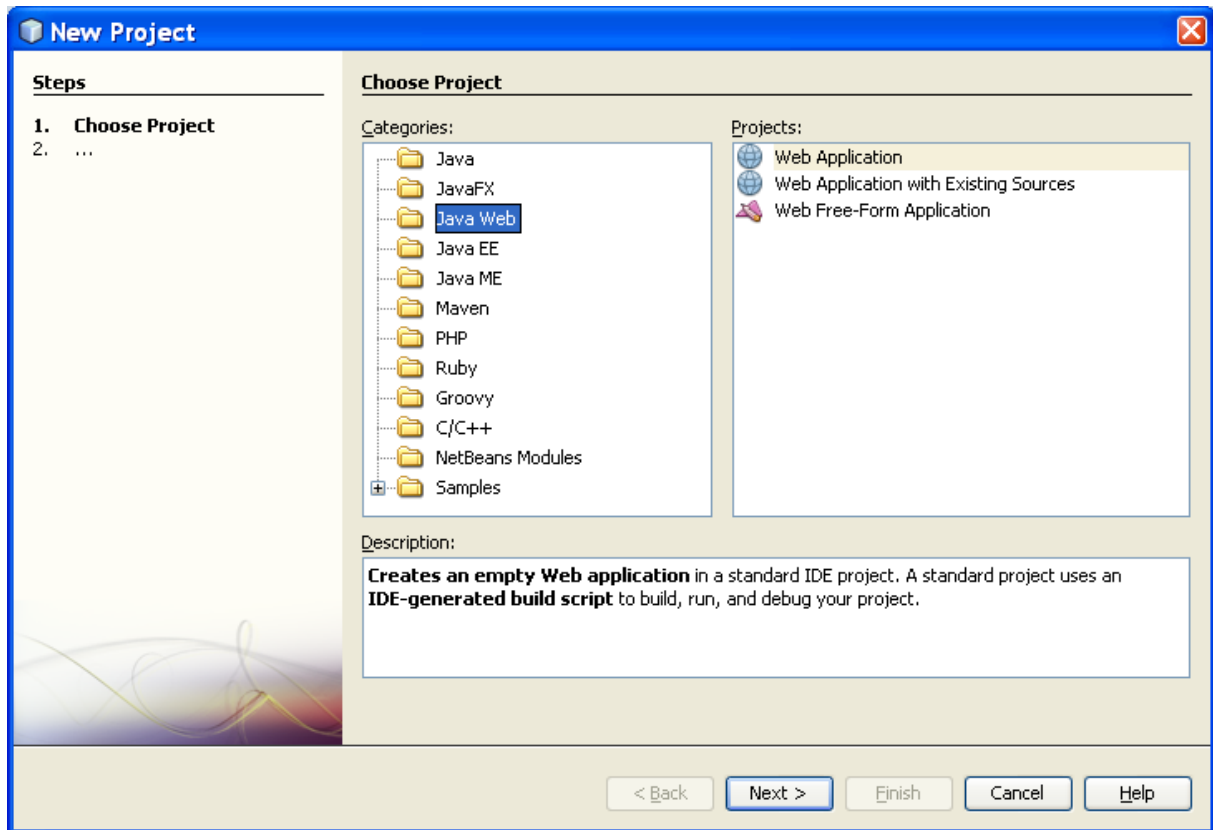 New Project
Steps
1. Choose Project
2. ...
Choose Project
Categories:
Java
JavaFX
Java Web
Java EE
Java ME
Maven
PHP
Ruby
Groovy
C/C++
NetBeans Modules
Samples
Projects:
Web Application
Web Application with Existing Sources
Web Free-Form Application
Description:
Creates an empty Web application in a standard IDE project. A standard project uses an
IDE-generated build script to build, run, and debug your project.
< Back
Next >
Finish
Cancel
Help